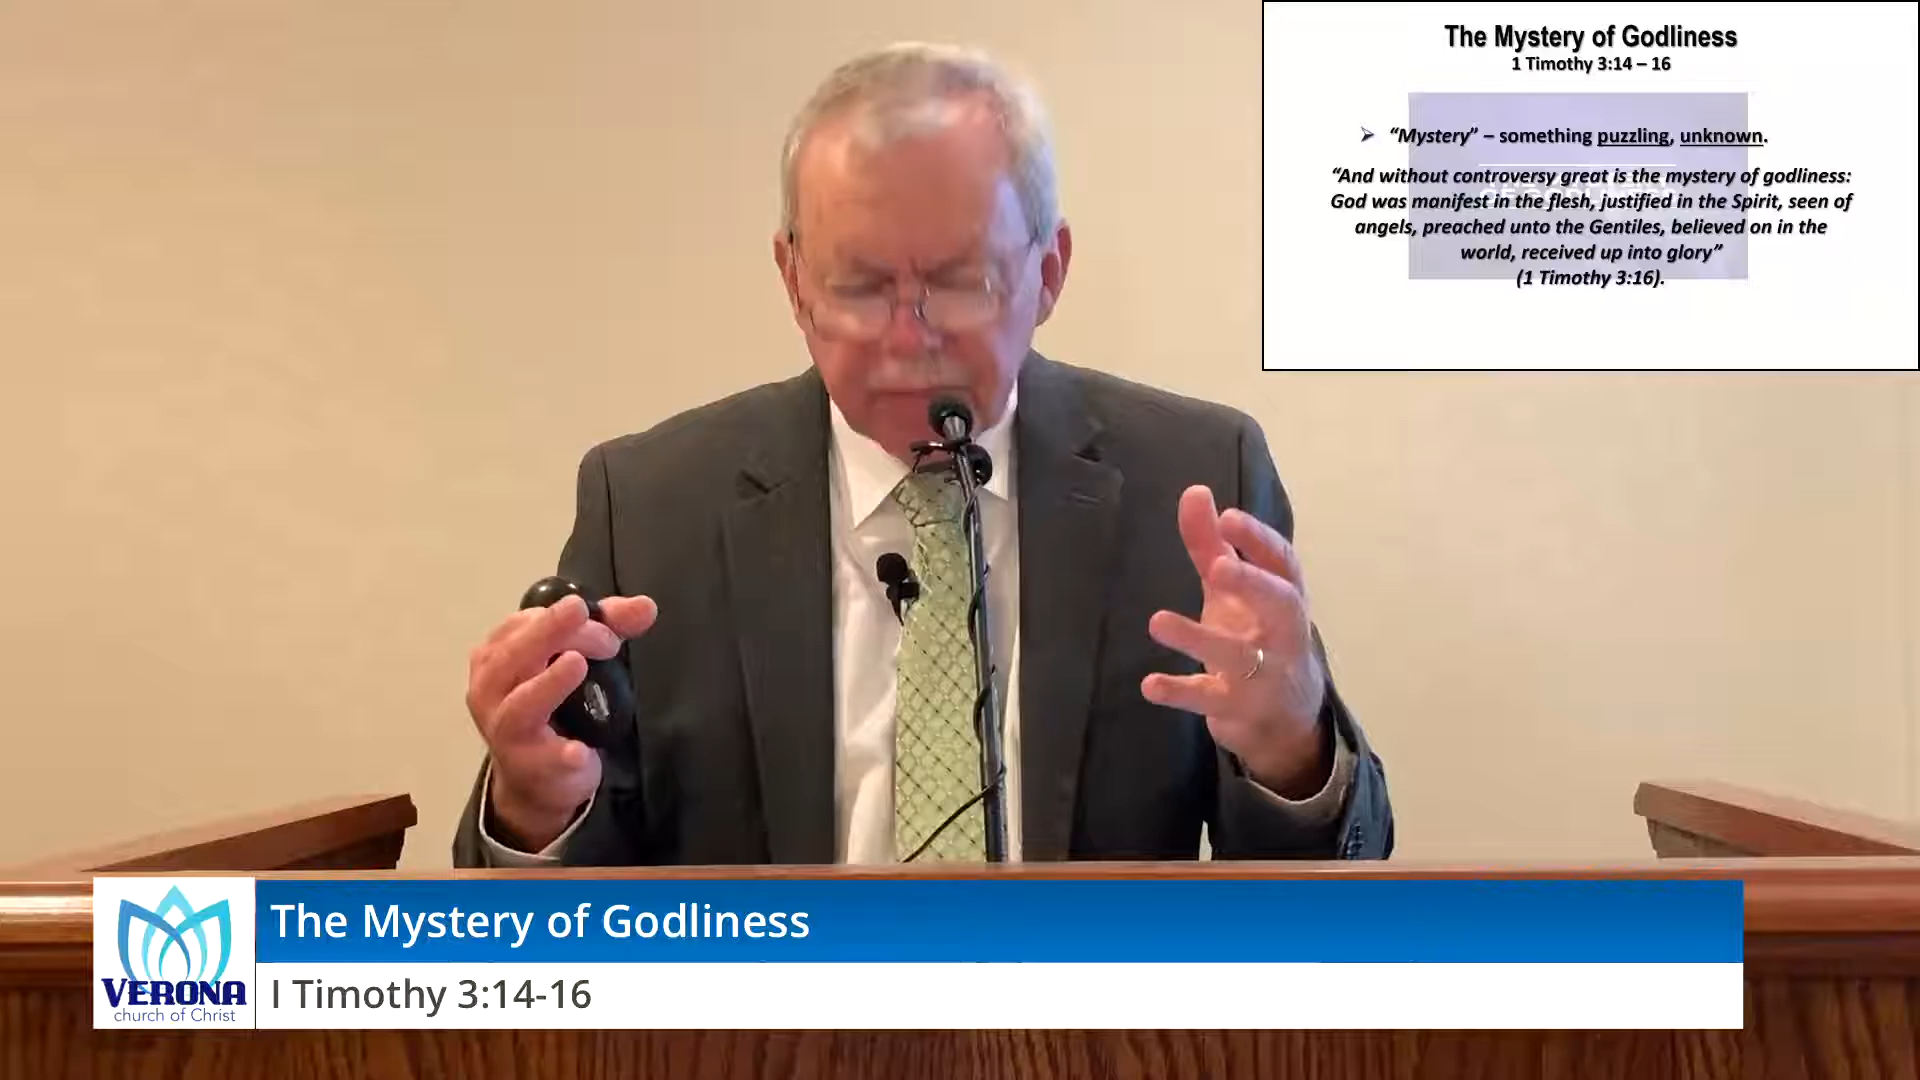 The Mystery of Godliness
1 Timothy 3:14 – 16
“Mystery” – something puzzling, unknown.
“And without controversy great is the mystery of godliness:
God was manifest in the flesh, justified in the Spirit, seen of
angels, preached unto the Gentiles, believed on in the
world, received up into glory”
(1 Timothy 3:16).
The Mystery of Godliness
I Timothy 3:14-16
VERONA
church of Christ